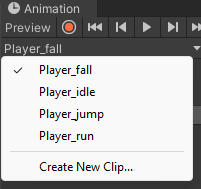 Animation
Preview
Player_fall
Player_fall
Player_idle
Player_jump
Player_run
Create New Clip...